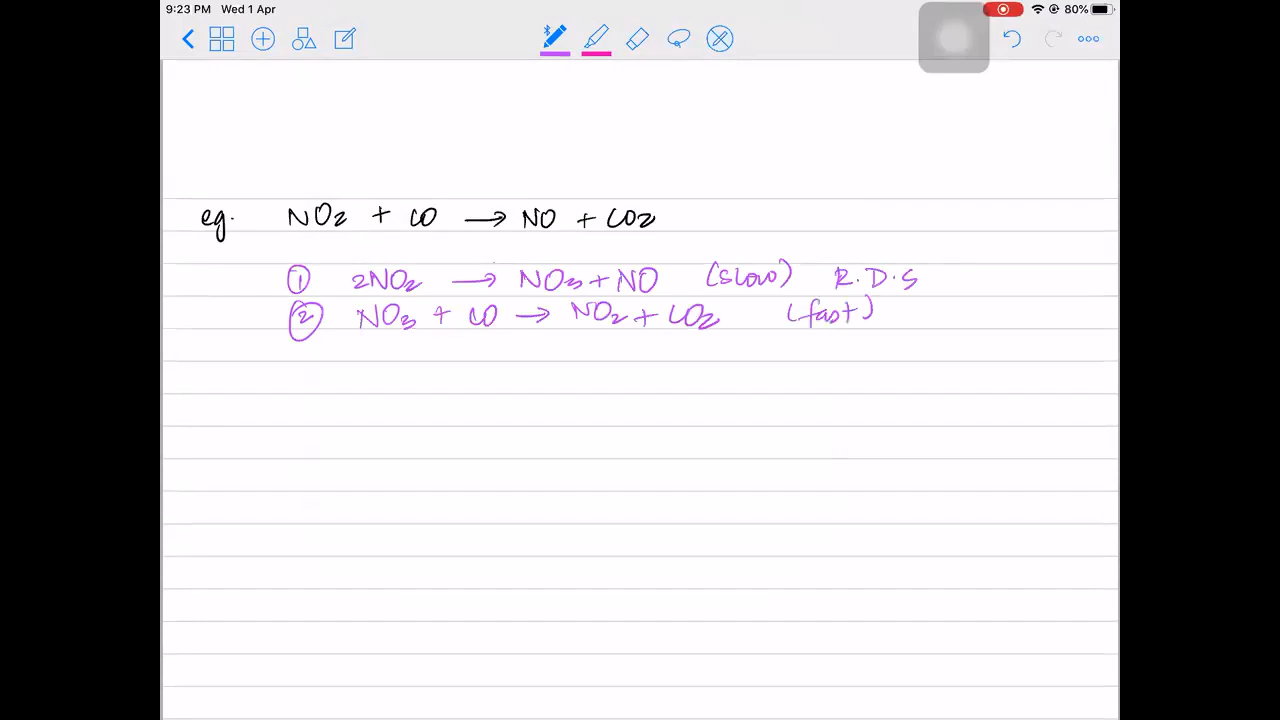 9:23 PM Wed 1 Apr 80%
eg. NO2 + CO → NO + CO2
① 2NO2 → NO3 + NO (slow) R.D.S
② NO3 + CO → NO2 + CO2 (fast)